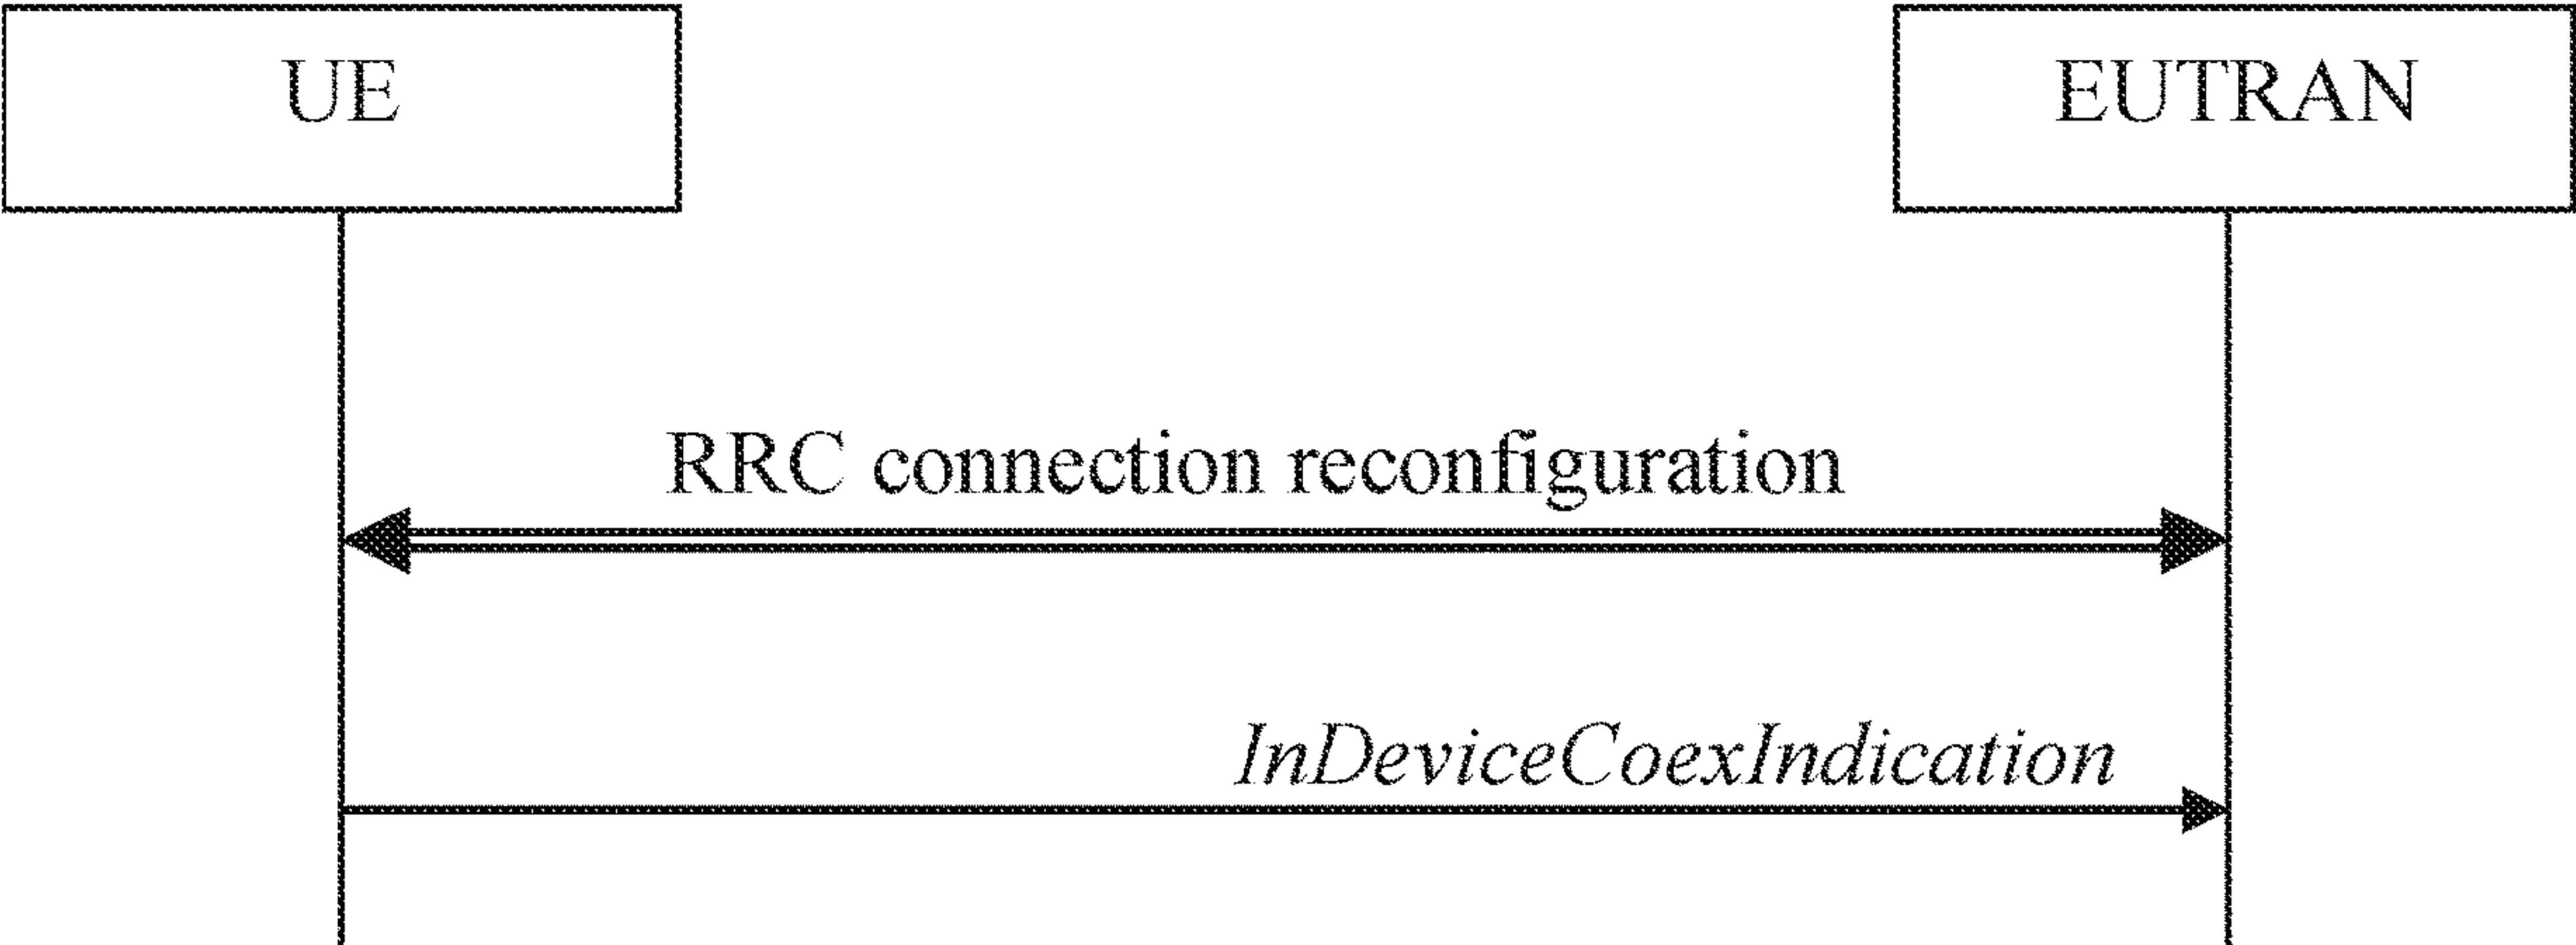 UE
EUTRAN
RRC connection reconfiguration
InDeviceCoexIndication